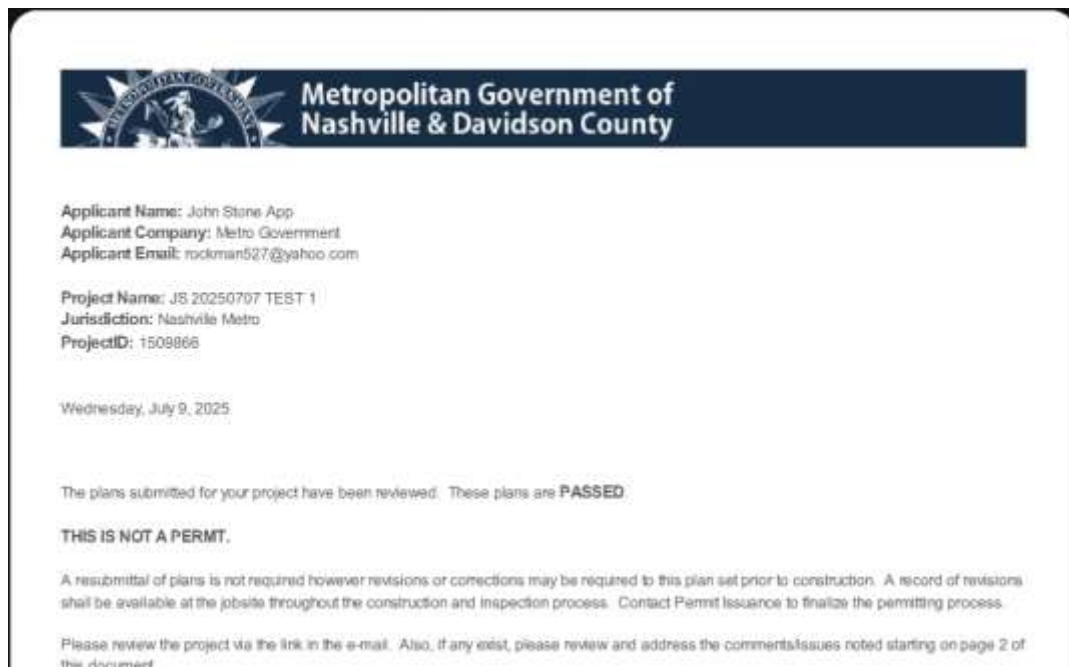 METROPOLITAN GOVERNMENT
Metropolitan Government of
Nashville & Davidson County
Applicant Name: John Stone App
Applicant Company: Metro Government
Applicant Email: rockman527@yahoo.com
Project Name: JS 20250707 TEST 1
Jurisdiction: Nashville Metro
ProjectID: 1509866
Wednesday, July 9, 2025
The plans submitted for your project have been reviewed. These plans are PASSED.
THIS IS NOT A PERMT.
A resubmittal of plans is not required however revisions or corrections may be required to this plan set prior to construction. A record of revisions
shall be available at the jobsite throughout the construction and inspection process. Contact Permit Issuance to finalize the permitting process.
Please review the project via the link in the e-mail. Also, if any exist, please review and address the comments/issues noted starting on page 2 of
this document